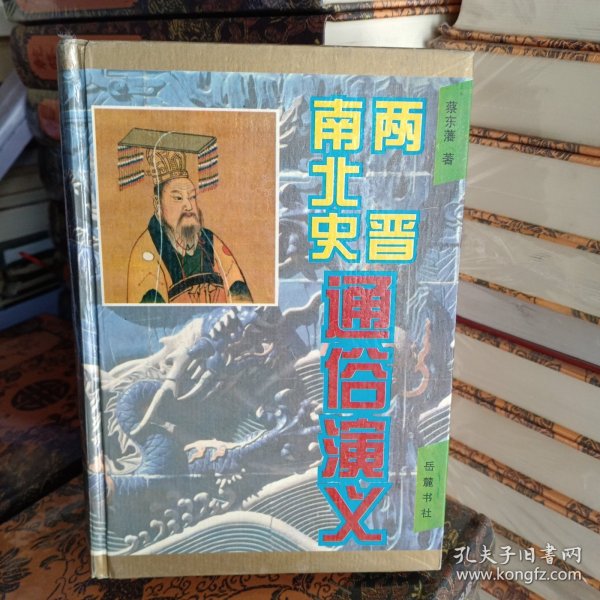 蔡东藩 著
两晋
南北史
通俗演义
岳麓书社
孔夫子旧书网
www.kongfz.com